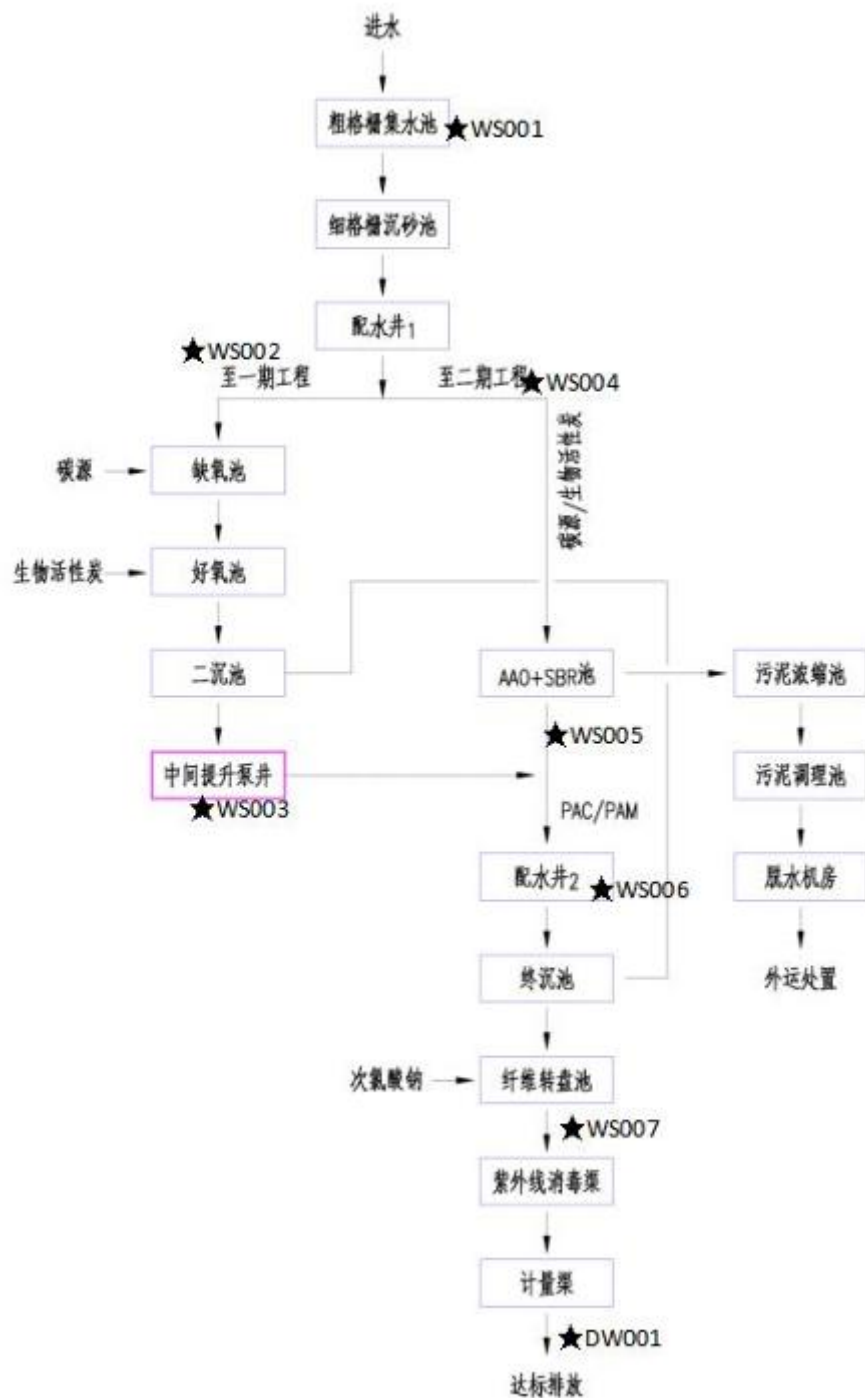 进水
粗格栅集水池
★WS001
细格栅沉砂池
配水井1
★WS002
至一期工程
至二期工程
★WS004
碳源
缺氧池
碳源/生物活性炭
生物活性炭
好氧池
二沉池
AAO+SBR池
污泥浓缩池
★WS005
中间提升泵井
★WS003
污泥调理池
PAC/PAM
配水井2
★WS006
脱水机房
终沉池
外运处置
次氯酸钠
纤维转盘池
★WS007
紫外线消毒渠
计量渠
★DW001
达标排放